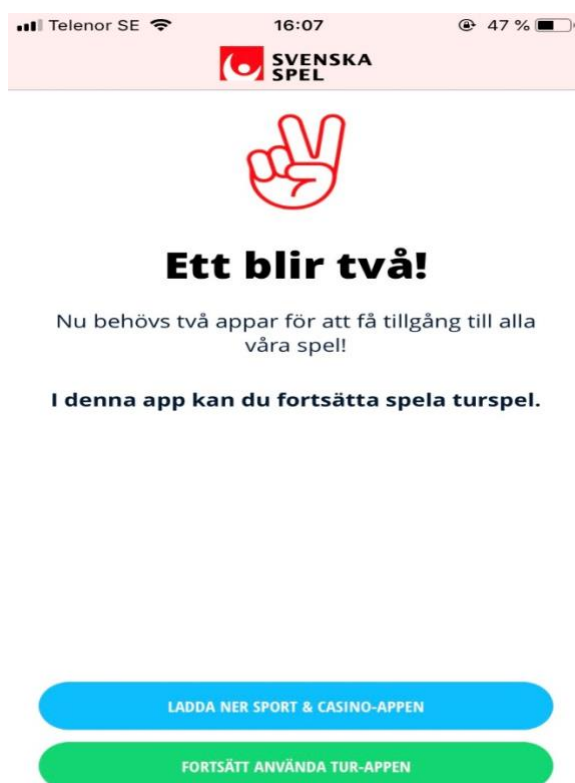 Telenor SE 16:07 47 %
SVENSKA
SPEL
Ett blir två!
Nu behövs två appar för att få tillgång till alla
våra spel!
I denna app kan du fortsätta spela turspel.
LADDA NER SPORT & CASINO-APPEN
FORTSÄTT ANVÄNDA TUR-APPEN